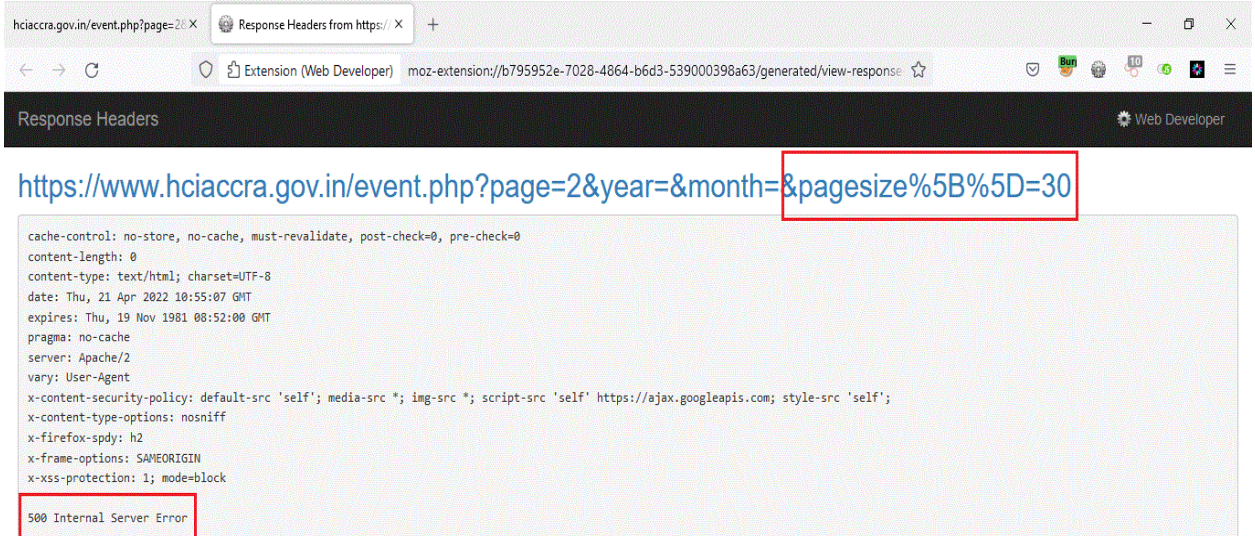 hciaccra.gov.in/event.php?page=2& Response Headers from https://
Extension (Web Developer) moz-extension://b795952e-7028-4864-b6d3-539000398a63/generated/view-response Bun 10
Response Headers Web Developer
https://www.hciaccra.gov.in/event.php?page=2&year=&month=&pagesize%5B%5D=30
cache-control: no-store, no-cache, must-revalidate, post-check=0, pre-check=0
content-length: 0
content-type: text/html; charset=UTF-8
date: Thu, 21 Apr 2022 10:55:07 GMT
expires: Thu, 19 Nov 1981 08:52:00 GMT
pragma: no-cache
server: Apache/2
vary: User-Agent
x-content-security-policy: default-src 'self'; media-src *; img-src *; script-src 'self' https://ajax.googleapis.com; style-src 'self';
x-content-type-options: nosniff
x-firefox-spdy: h2
x-frame-options: SAMEORIGIN
x-xss-protection: 1; mode=block
500 Internal Server Error